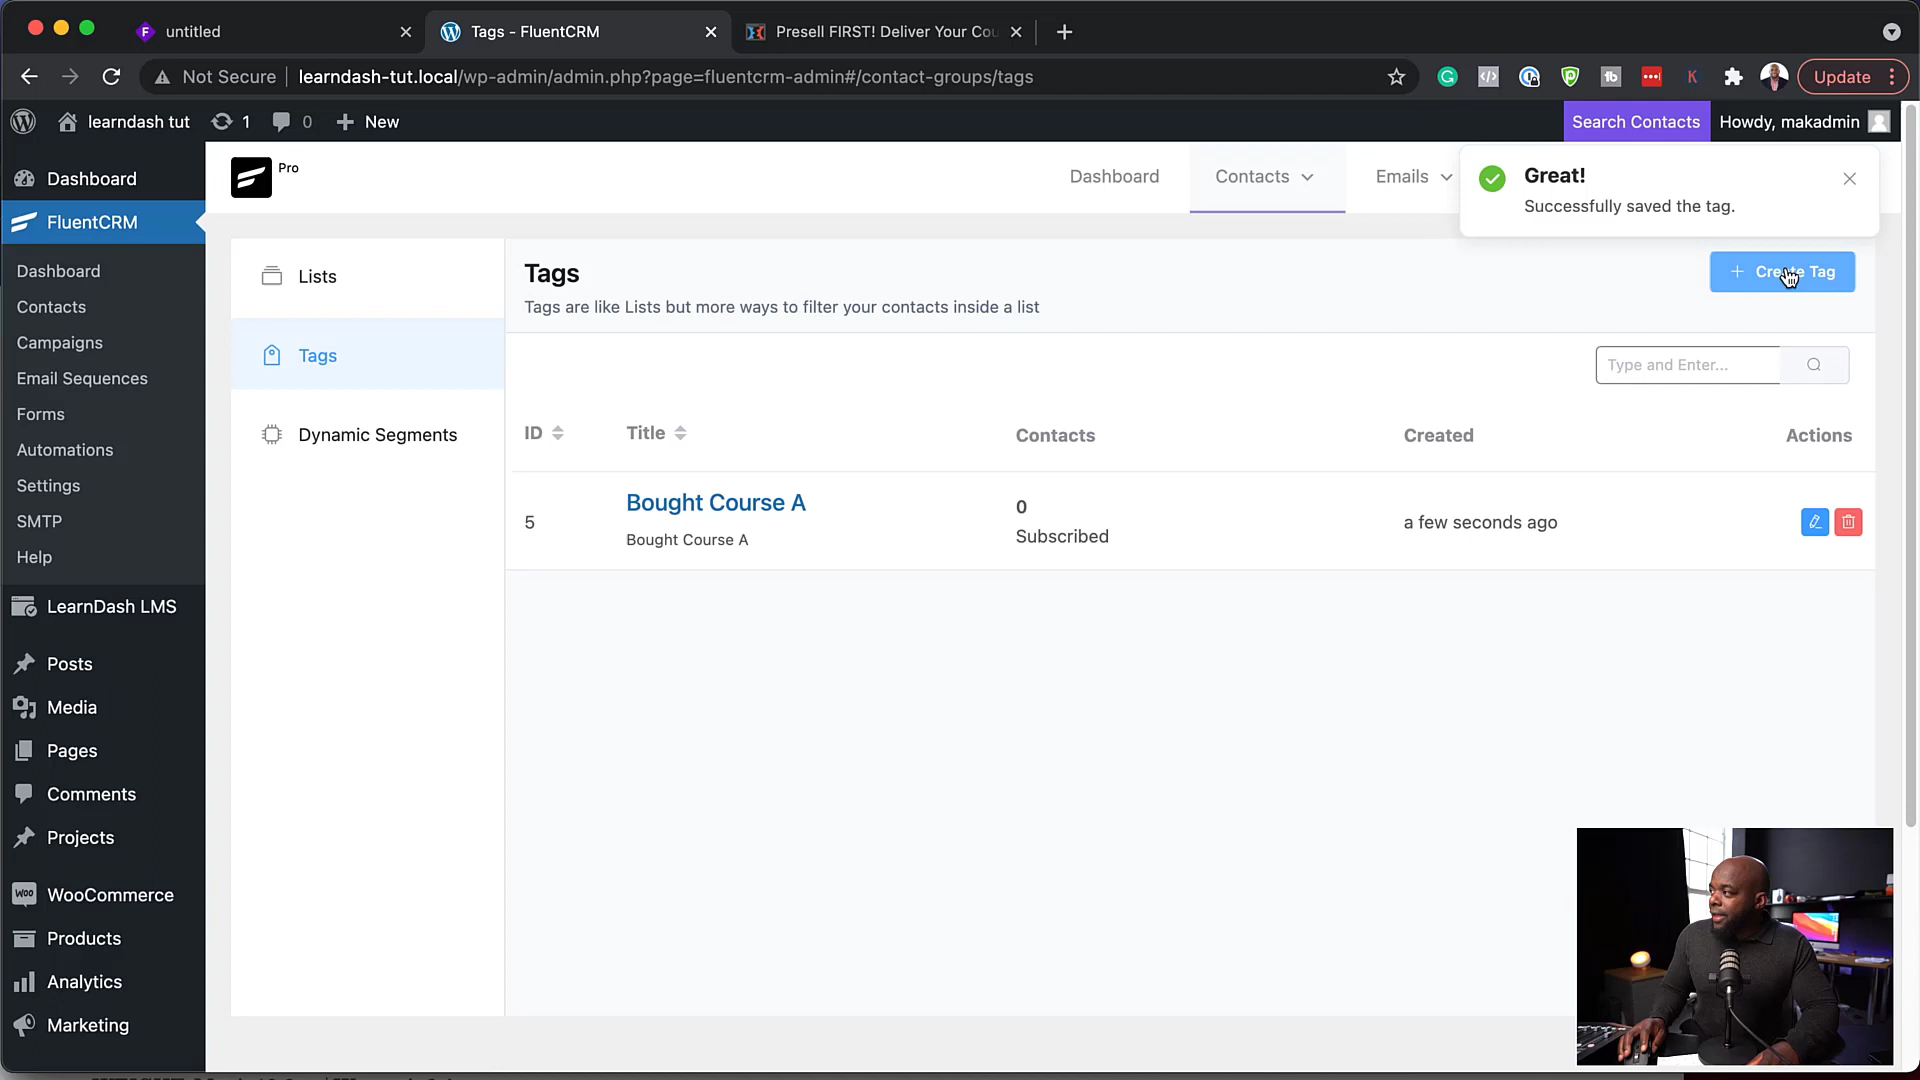 untitled
Tags - FluentCRM
Presell FIRST! Deliver Your Cou
Not Secure
learndash-tut.local/wp-admin/admin.php?page=fluentcrm-admin#/contact-groups/tags
Update
learndash tut
1
0
New
Search Contacts
Howdy, makadmin
Dashboard
FluentCRM
Dashboard
Contacts
Campaigns
Email Sequences
Forms
Automations
Settings
SMTP
Help
LearnDash LMS
Posts
Media
Pages
Comments
Projects
WooCommerce
Products
Analytics
Marketing
Pro
Dashboard
Contacts
Emails
Great!
Successfully saved the tag.
Lists
Tags
Dynamic Segments
Tags
Tags are like Lists but more ways to filter your contacts inside a list
Create Tag
Type and Enter...
ID
Title
Contacts
Created
Actions
5
Bought Course A
Bought Course A
0
Subscribed
a few seconds ago